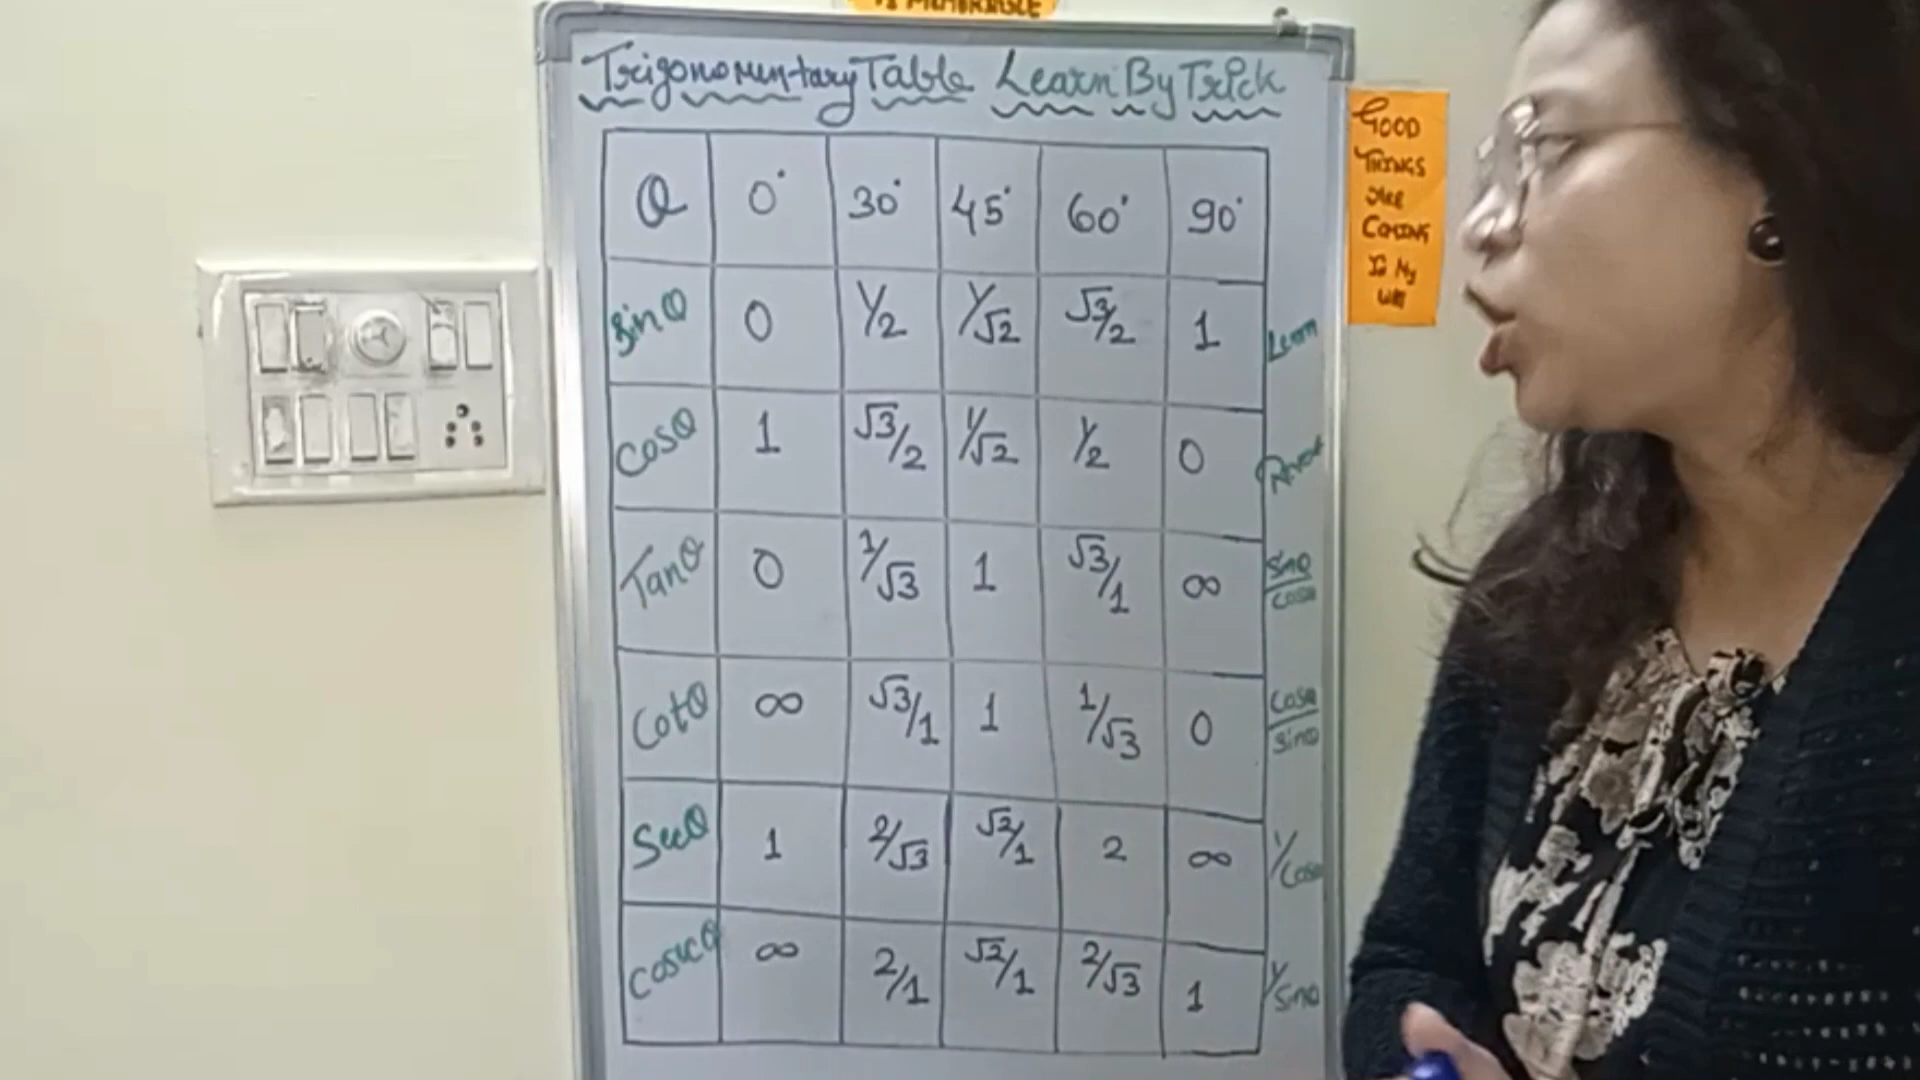 IS MEMORABLE
Trigonomentary Table Learn By Trick
θ 0° 30° 45° 60° 90°
Sinθ 0 1/2 1/√2 √3/2 1 Learn
Cosθ 1 √3/2 1/√2 1/2 0
Tanθ 0 1/√3 1 √3/1 ∞ Sinθ/Cosθ
Cotθ ∞ √3/1 1 1/√3 0 Cosθ/Sinθ
Secθ 1 2/√3 √2/1 2 ∞ 1/Cosθ
Cosecθ ∞ 2/1 √2/1 2/√3 1 1/Sinθ
GOOD
THINGS
ARE
COMING
In My